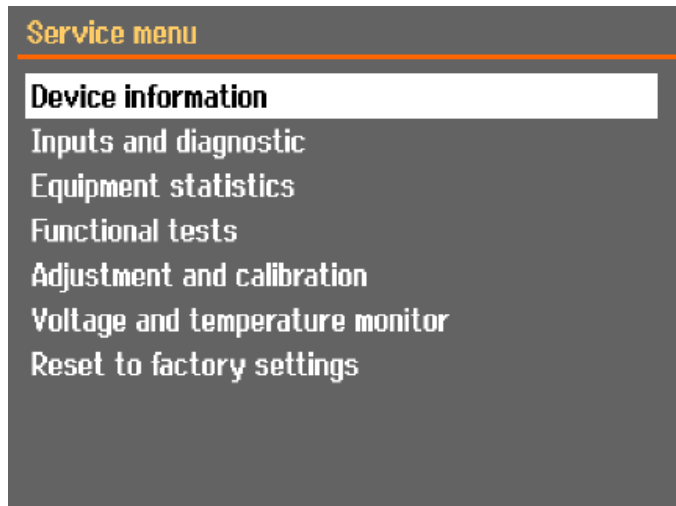 Service menu
Device information
Inputs and diagnostic
Equipment statistics
Functional tests
Adjustment and calibration
Voltage and temperature monitor
Reset to factory settings